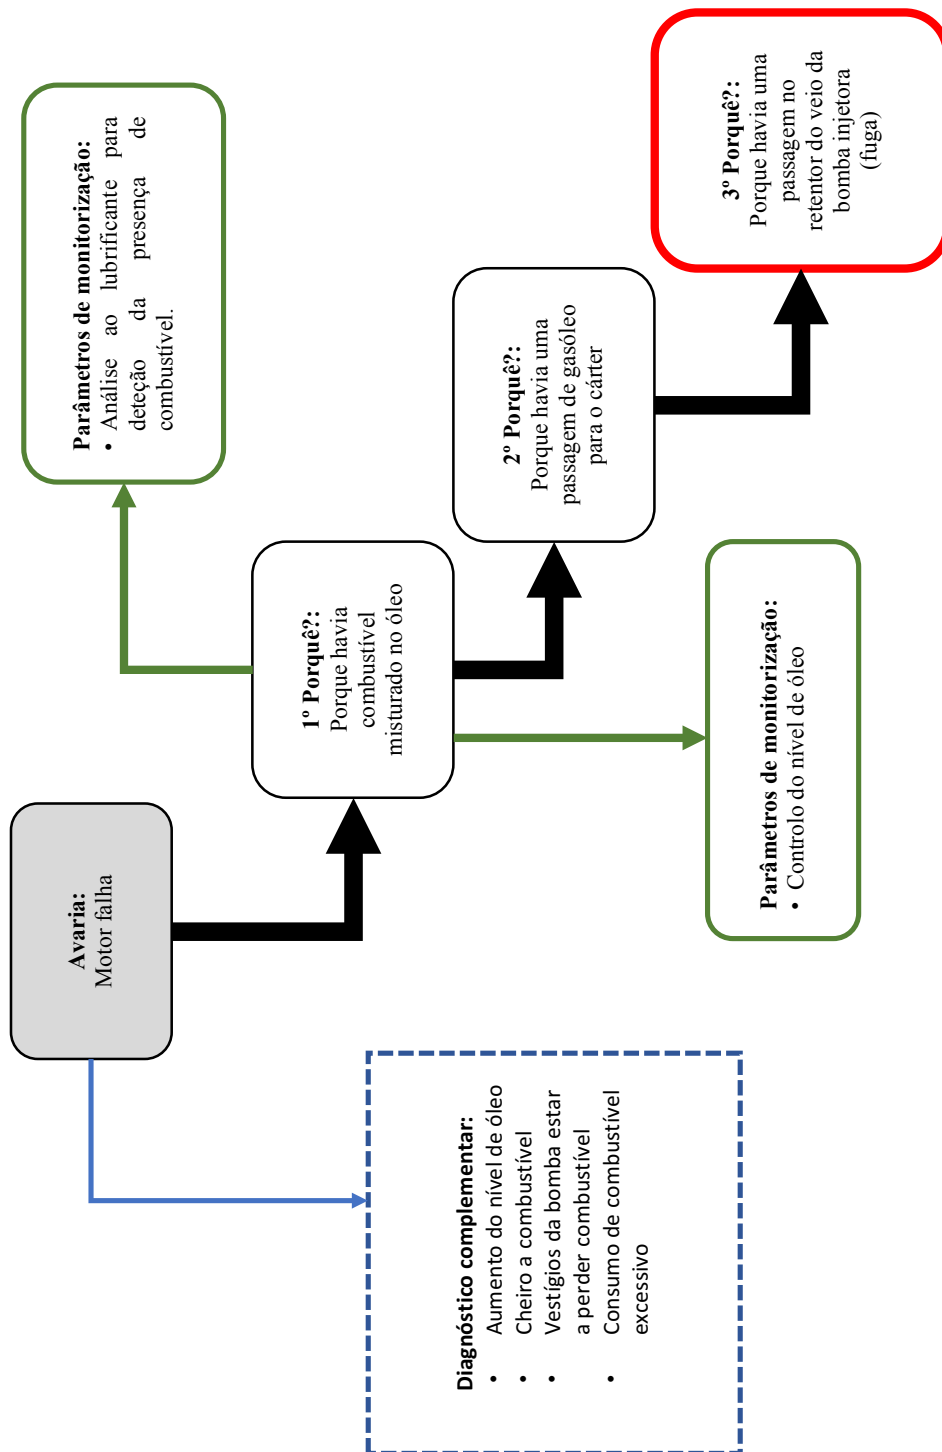 Avaria:
Motor falha
Diagnóstico complementar:
• Aumento do nível de óleo
• Cheiro a combustível
• Vestígios da bomba estar
a perder combustível
• Consumo de combustível
excessivo
1º Porquê?:
Porque havia
combustível
misturado no óleo
Parâmetros de monitorização:
• Análise ao lubrificante para
deteção da presença de
combustível.
Parâmetros de monitorização:
• Controlo do nível de óleo
2º Porquê?:
Porque havia uma
passagem de gasóleo
para o cárter
3º Porquê?:
Porque havia uma
passagem no
retentor do veio da
bomba injetora
(fuga)